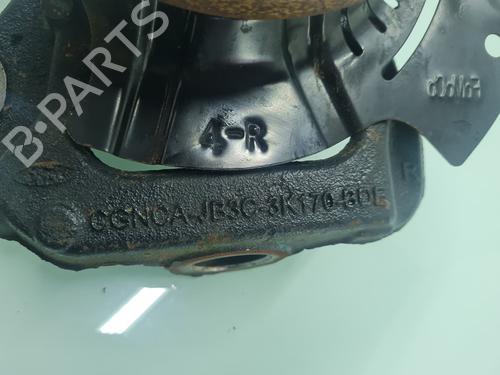 B-PARTS
4-R
CGNCA-JB3C-3K170-BDE
R